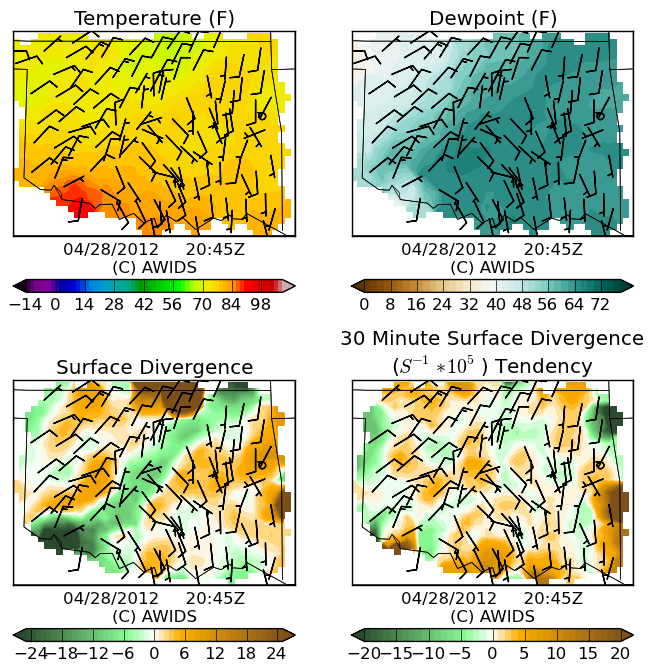 Temperature (F)
Dewpoint (F)
04/28/2012 20:45Z
(C) AWIDS
04/28/2012 20:45Z
(C) AWIDS
−14 0 14 28 42 56 70 84 98
0 8 16 24 32 40 48 56 64 72
Surface Divergence
30 Minute Surface Divergence
(S⁻¹ *10⁵ ) Tendency
04/28/2012 20:45Z
(C) AWIDS
04/28/2012 20:45Z
(C) AWIDS
−24 −18 −12 −6 0 6 12 18 24
−20 −15 −10 −5 0 5 10 15 20